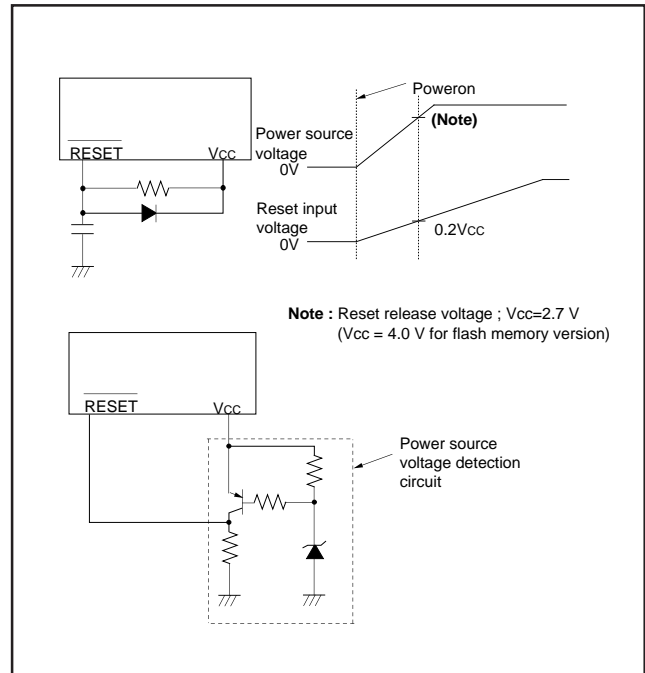 RESET
VCC
Poweron
(Note)
Power source
voltage
0V
Reset input
voltage
0V
0.2VCC
Note : Reset release voltage ; Vcc=2.7 V
(Vcc = 4.0 V for flash memory version)
RESET
VCC
Power source
voltage detection
circuit